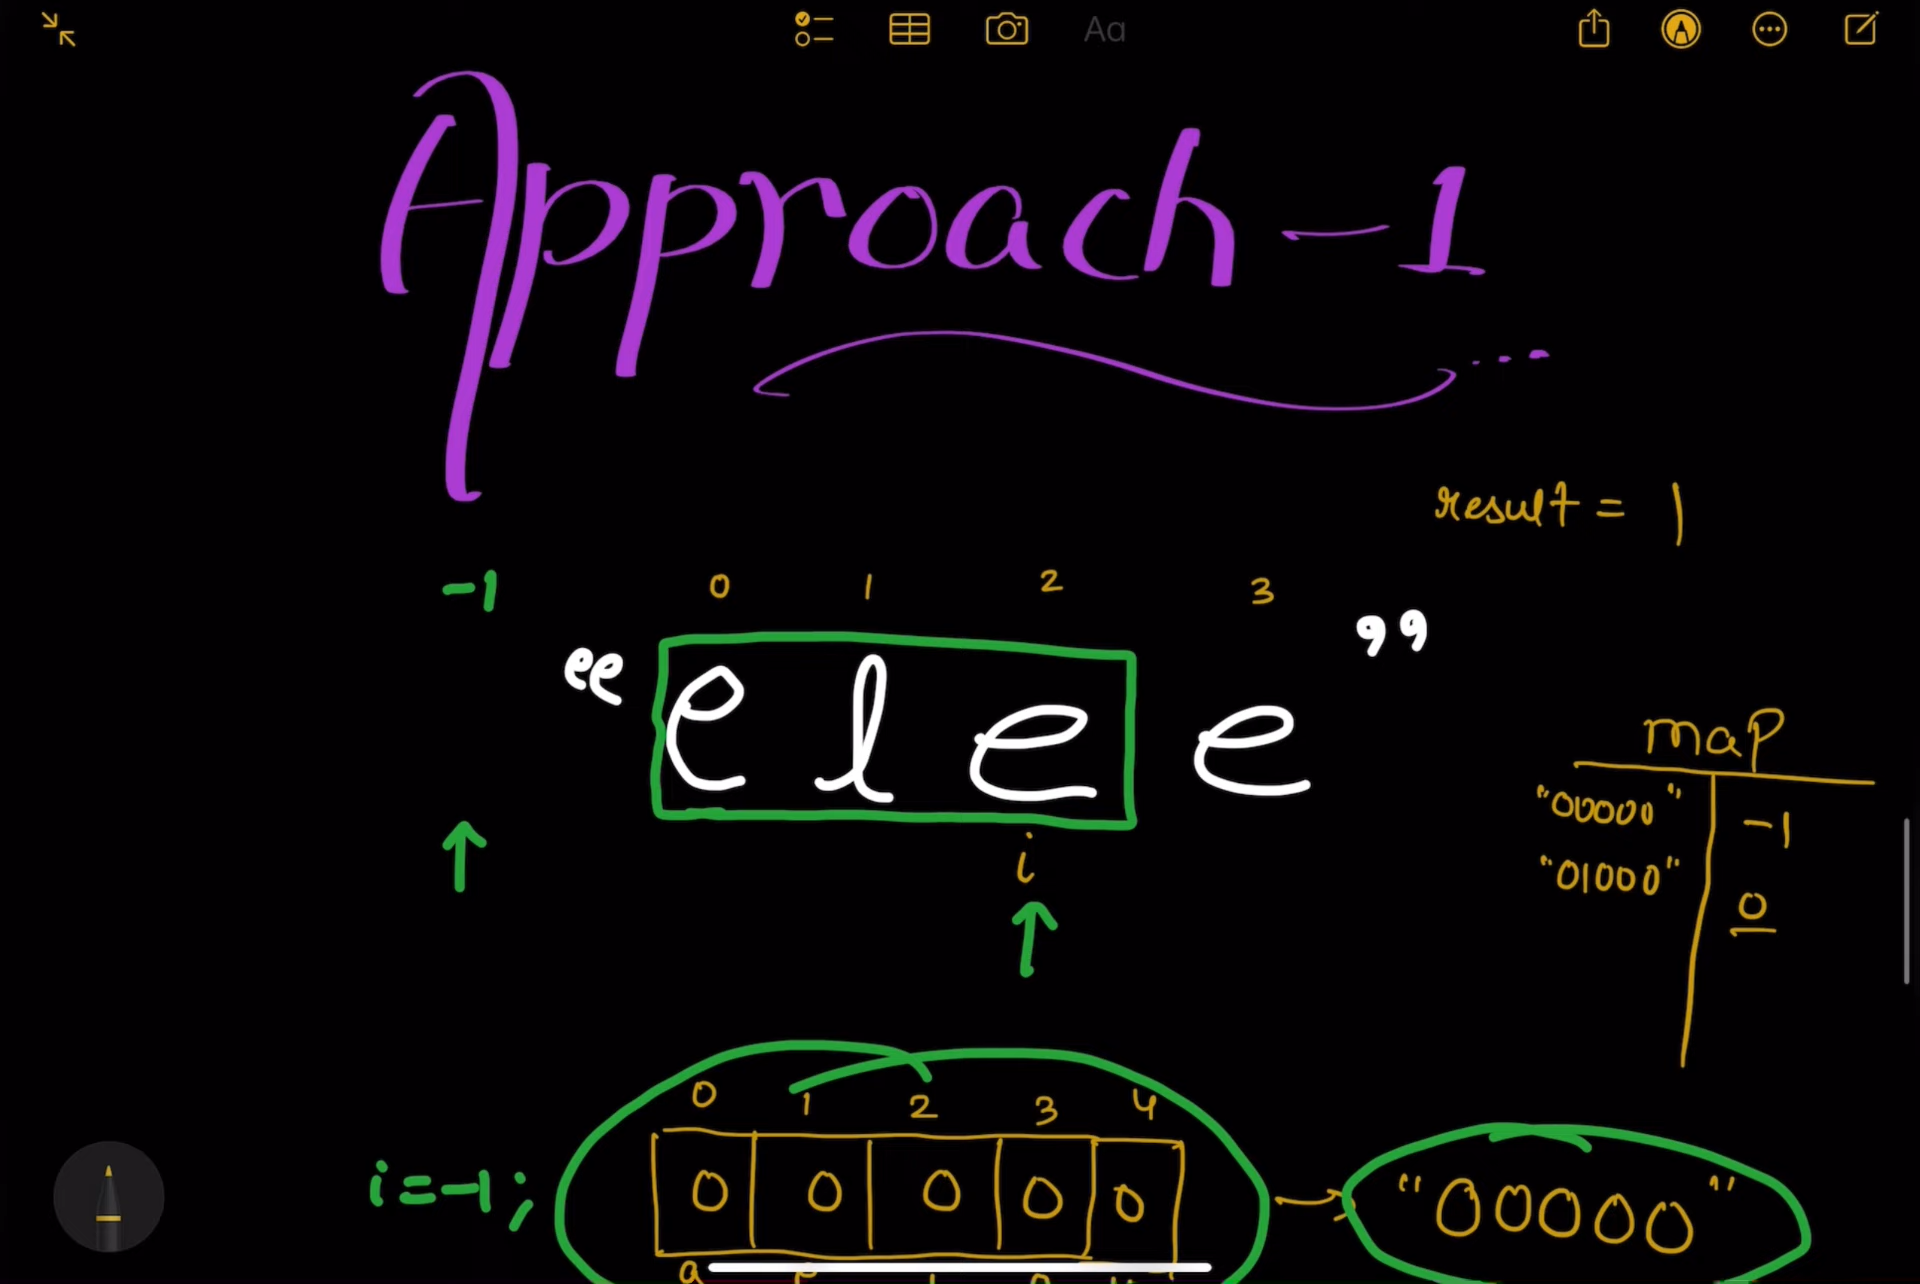 Aa
Approach-1
result = 1
-1 0 1 2 3
"elee"
map
"00000" -1
"01000" 0
i
0 1 2 3 4
i=-1; 0 0 0 0 0 → "00000"